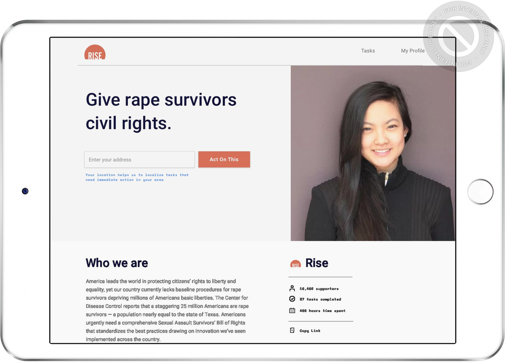 RISE
Tasks
My Profile
Give rape survivors
civil rights.
Enter your address
Act On This
Your location helps us to localize tasks that
need immediate action in your area
Who we are
America leads the world in protecting citizens' rights to liberty and
equality, yet our country currently lacks baseline procedures for rape
survivors depriving millions of Americans basic liberties. The Center for
Disease Control reports that a staggering 25 million Americans are rape
survivors — a population nearly equal to the state of Texas. Americans
urgently need a comprehensive Sexual Assault Survivors' Bill of Rights
that standardizes the best practices drawing on innovation we've seen
implemented across the country.
RISE
Rise
supporters
97 tasks completed
hours time spent
Copy Link